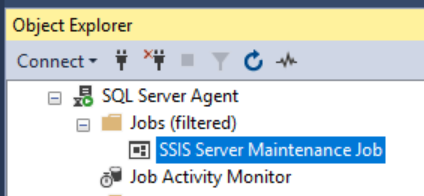 Object Explorer
Connect
SQL Server Agent
Jobs (filtered)
SSIS Server Maintenance Job
Job Activity Monitor